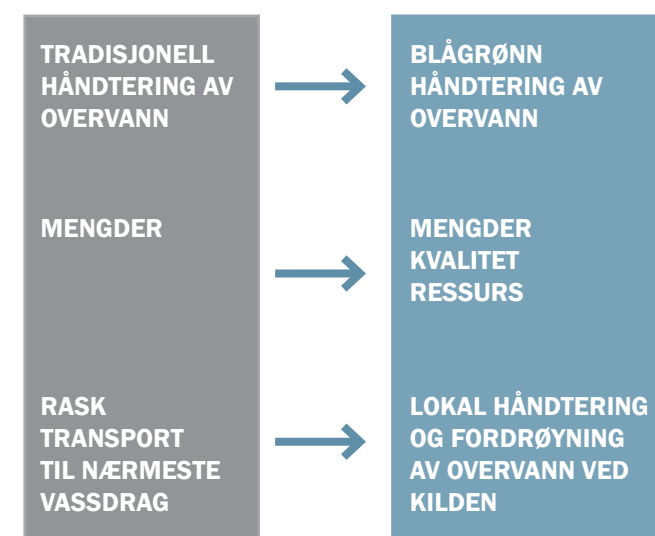 TRADISJONELL
HÅNDTERING AV
OVERVANN
BLÅGRØNN
HÅNDTERING AV
OVERVANN
MENGDER
MENGDER
KVALITET
RESSURS
RASK
TRANSPORT
TIL NÆRMESTE
VASSDRAG
LOKAL HÅNDTERING
OG FORDRØYNING
AV OVERVANN VED
KILDEN